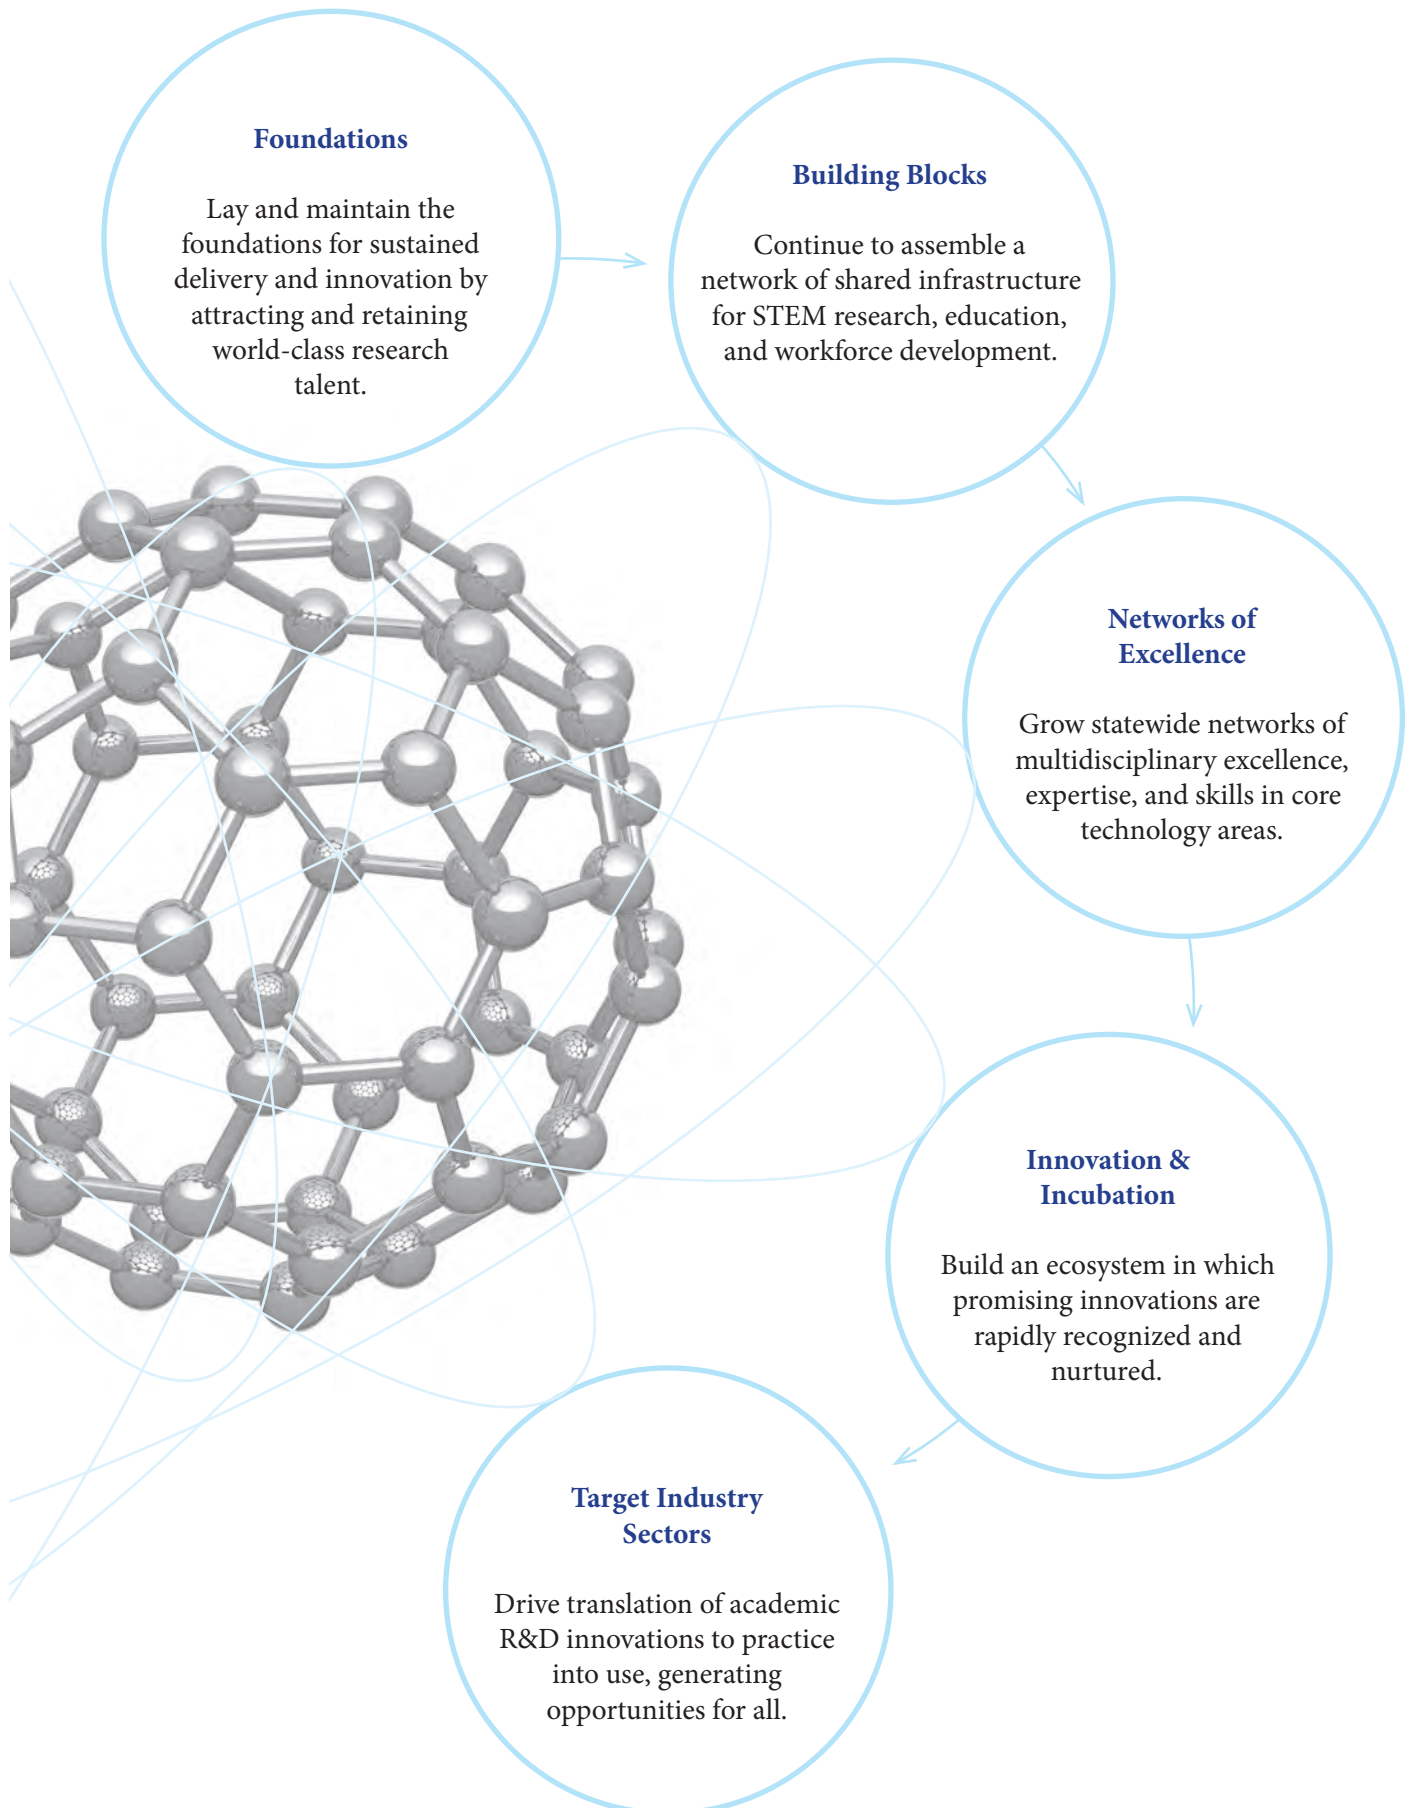 Foundations
Lay and maintain the
foundations for sustained
delivery and innovation by
attracting and retaining
world-class research
talent.
Building Blocks
Continue to assemble a
network of shared infrastructure
for STEM research, education,
and workforce development.
Networks of
Excellence
Grow statewide networks of
multidisciplinary excellence,
expertise, and skills in core
technology areas.
Innovation &
Incubation
Build an ecosystem in which
promising innovations are
rapidly recognized and
nurtured.
Target Industry
Sectors
Drive translation of academic
R&D innovations to practice
into use, generating
opportunities for all.